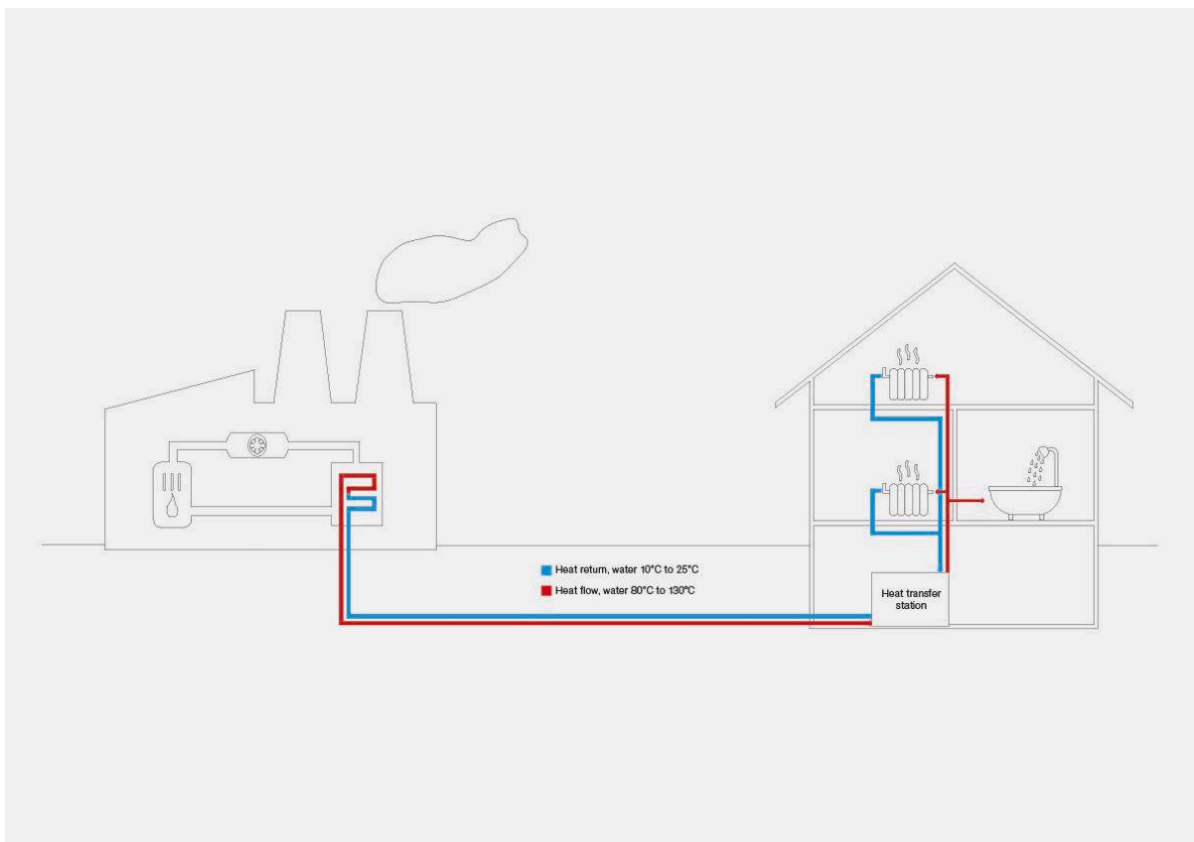 Heat return, water 10°C to 25°C
Heat flow, water 80°C to 130°C
Heat transfer
station